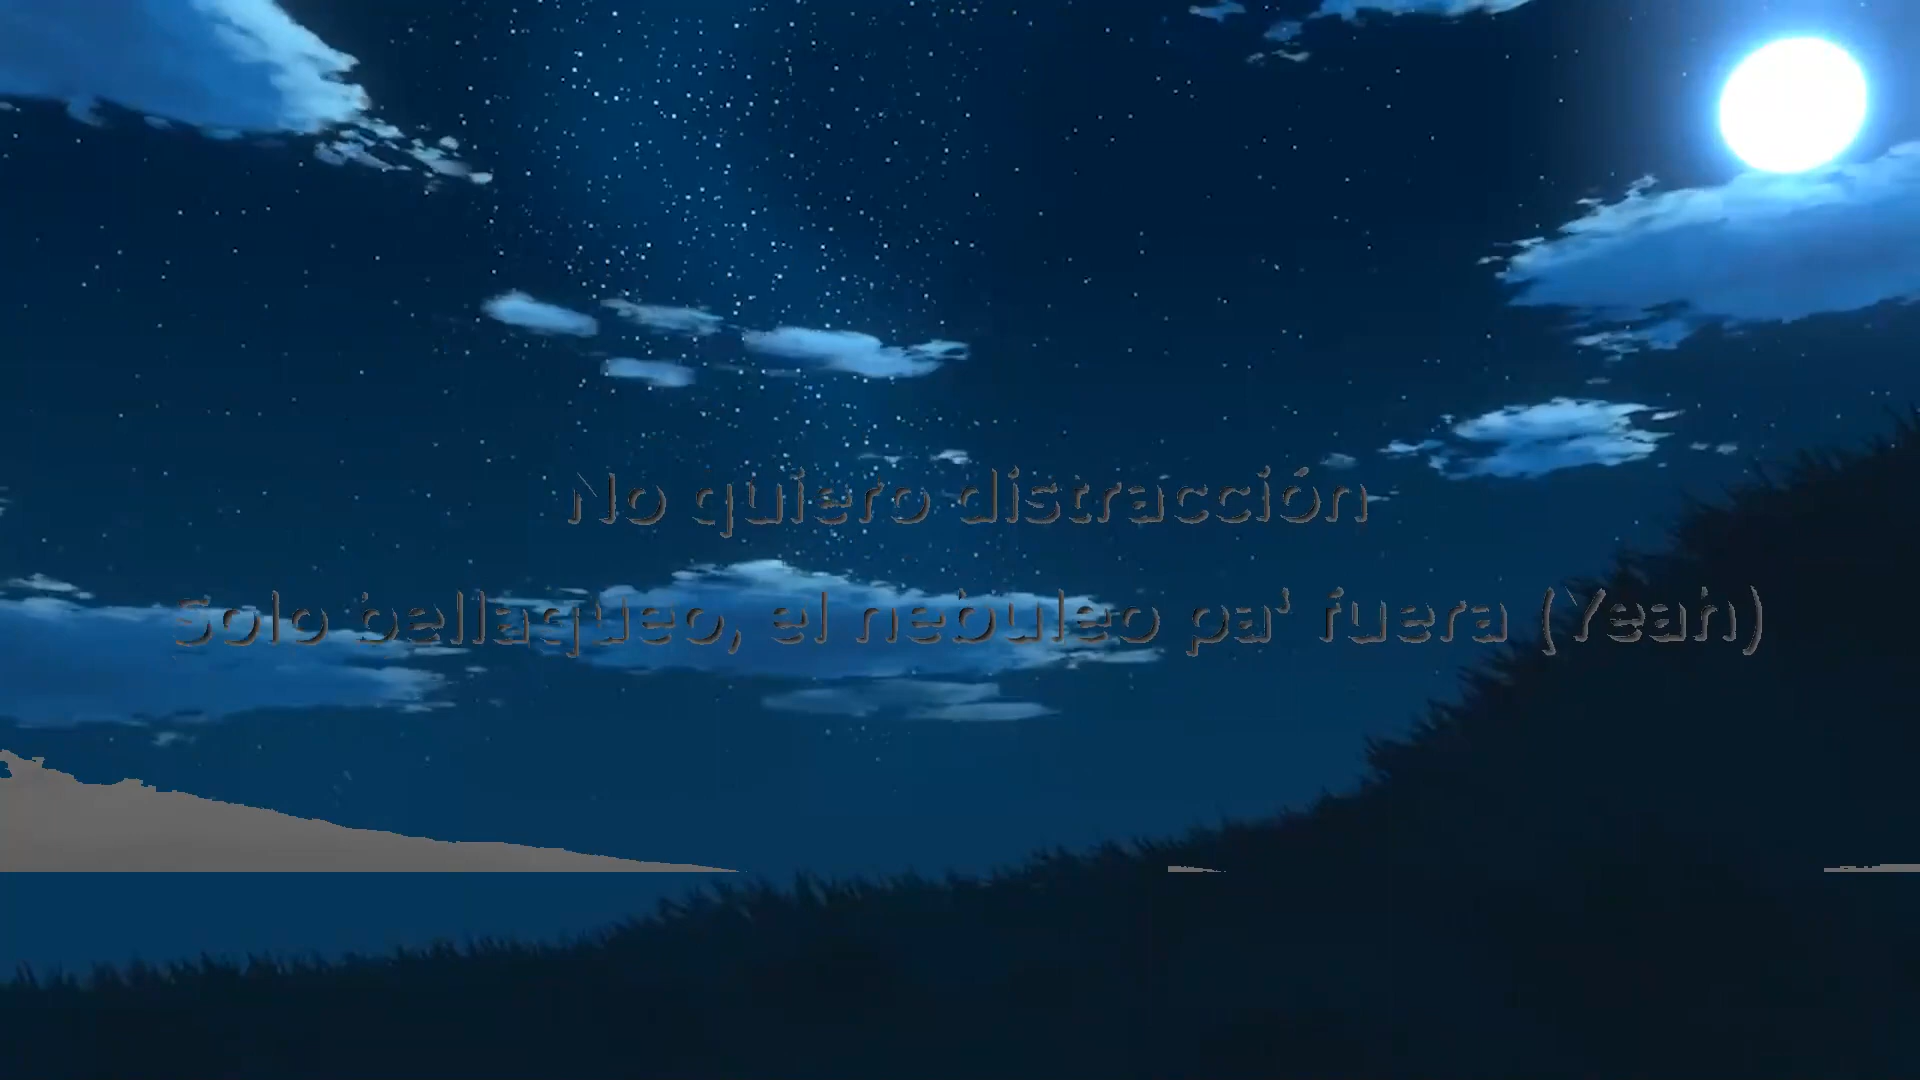 No quiero distracción
Solo bellaqueo, el nebuleo pa' fuera (Yeah)